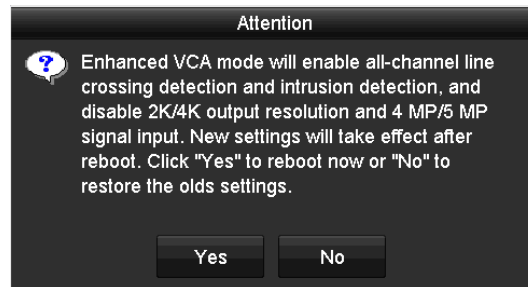 Attention
Enhanced VCA mode will enable all-channel line
crossing detection and intrusion detection, and
disable 2K/4K output resolution and 4 MP/5 MP
signal input. New settings will take effect after
reboot. Click "Yes" to reboot now or "No" to
restore the olds settings.
Yes
No